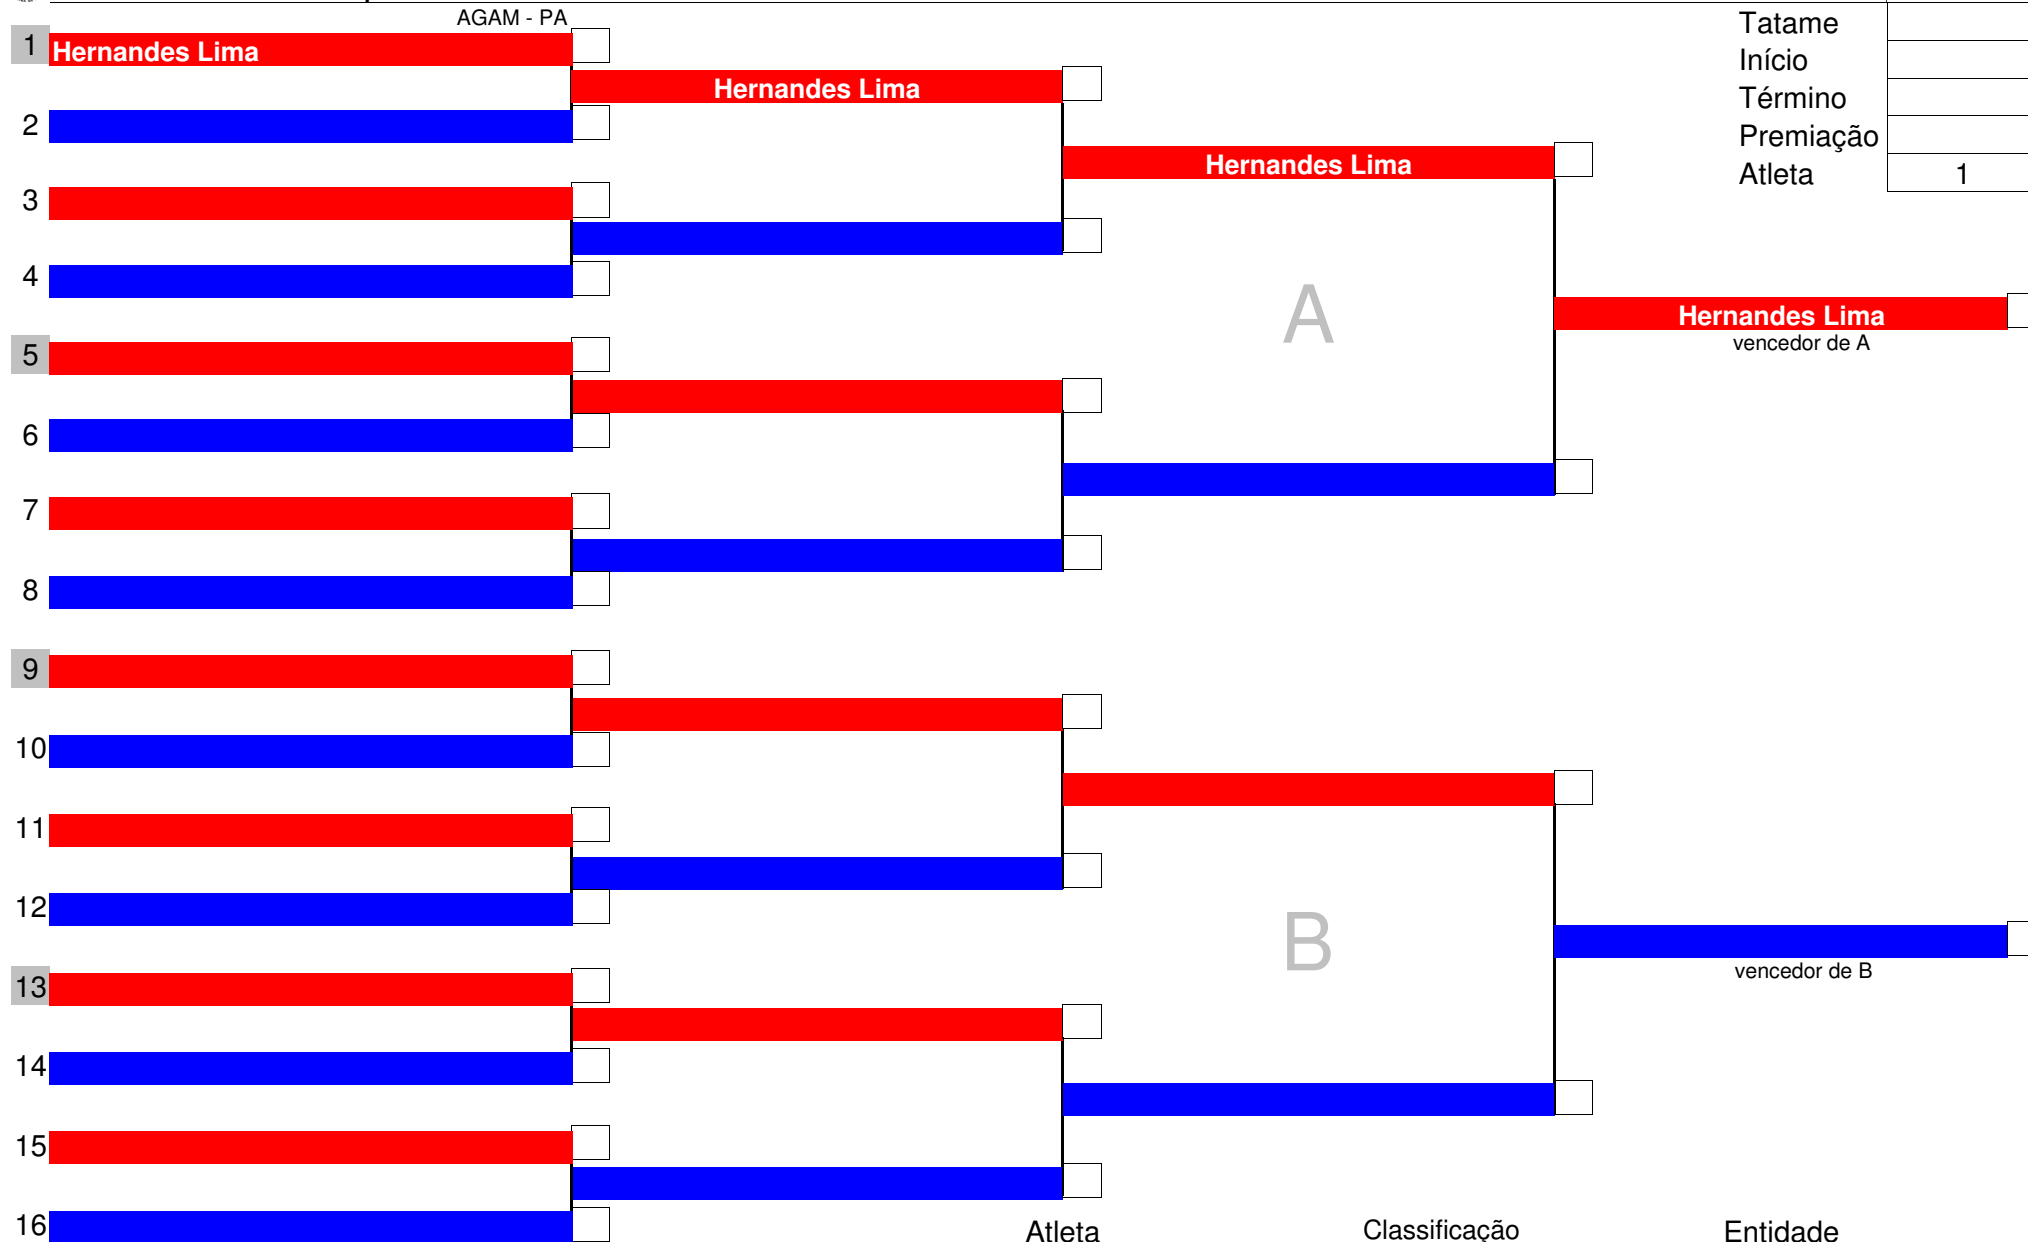 AGAM - PA
Tatame
1
Hernandes Lima
Início
Hernandes Lima
Término
2
Premiação
Hernandes Lima
Atleta 1
3
4
A
Hernandes Lima
vencedor de A
5
6
7
8
9
10
11
12
B
vencedor de B
13
14
15
16
Atleta Classificação Entidade